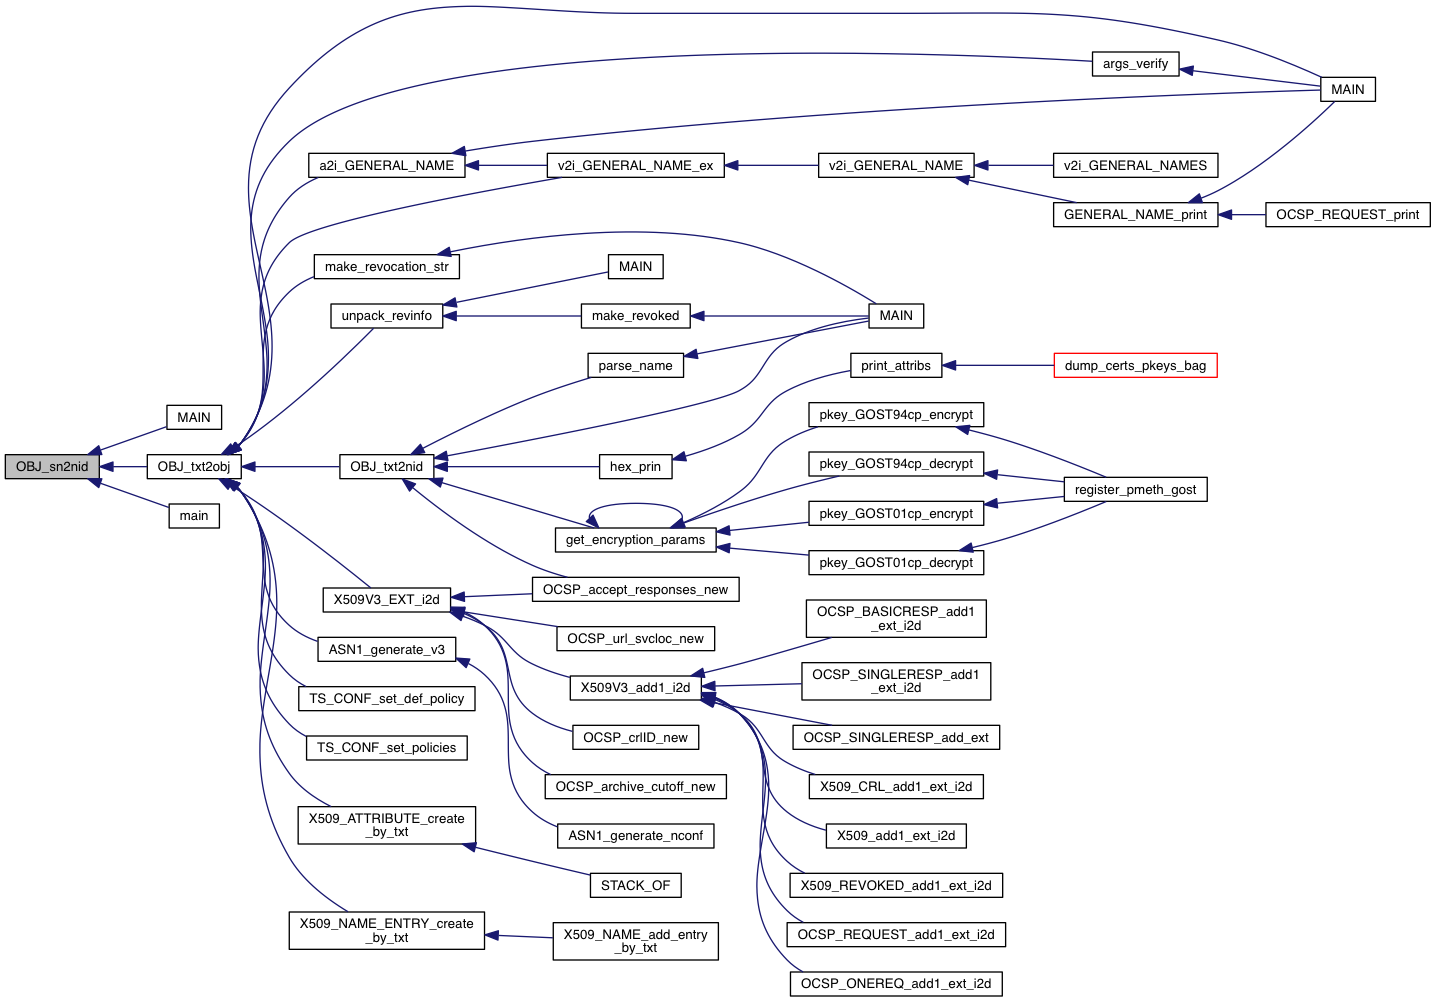 args_verify
MAIN
a2i_GENERAL_NAME
v2i_GENERAL_NAME_ex
v2i_GENERAL_NAME
v2i_GENERAL_NAMES
GENERAL_NAME_print
OCSP_REQUEST_print
make_revocation_str
MAIN
unpack_revinfo
make_revoked
MAIN
parse_name
print_attribs
dump_certs_pkeys_bag
MAIN
pkey_GOST94cp_encrypt
OBJ_sn2nid
OBJ_txt2obj
OBJ_txt2nid
hex_prin
pkey_GOST94cp_decrypt
register_pmeth_gost
main
pkey_GOST01cp_encrypt
get_encryption_params
pkey_GOST01cp_decrypt
OCSP_accept_responses_new
X509V3_EXT_i2d
OCSP_BASICRESP_add1
_ext_i2d
OCSP_url_svcloc_new
ASN1_generate_v3
OCSP_SINGLERESP_add1
_ext_i2d
X509V3_add1_i2d
TS_CONF_set_def_policy
OCSP_crlID_new
OCSP_SINGLERESP_add_ext
TS_CONF_set_policies
OCSP_archive_cutoff_new
X509_CRL_add1_ext_i2d
X509_ATTRIBUTE_create
_by_txt
ASN1_generate_nconf
X509_add1_ext_i2d
STACK_OF
X509_REVOKED_add1_ext_i2d
X509_NAME_ENTRY_create
_by_txt
X509_NAME_add_entry
_by_txt
OCSP_REQUEST_add1_ext_i2d
OCSP_ONEREQ_add1_ext_i2d